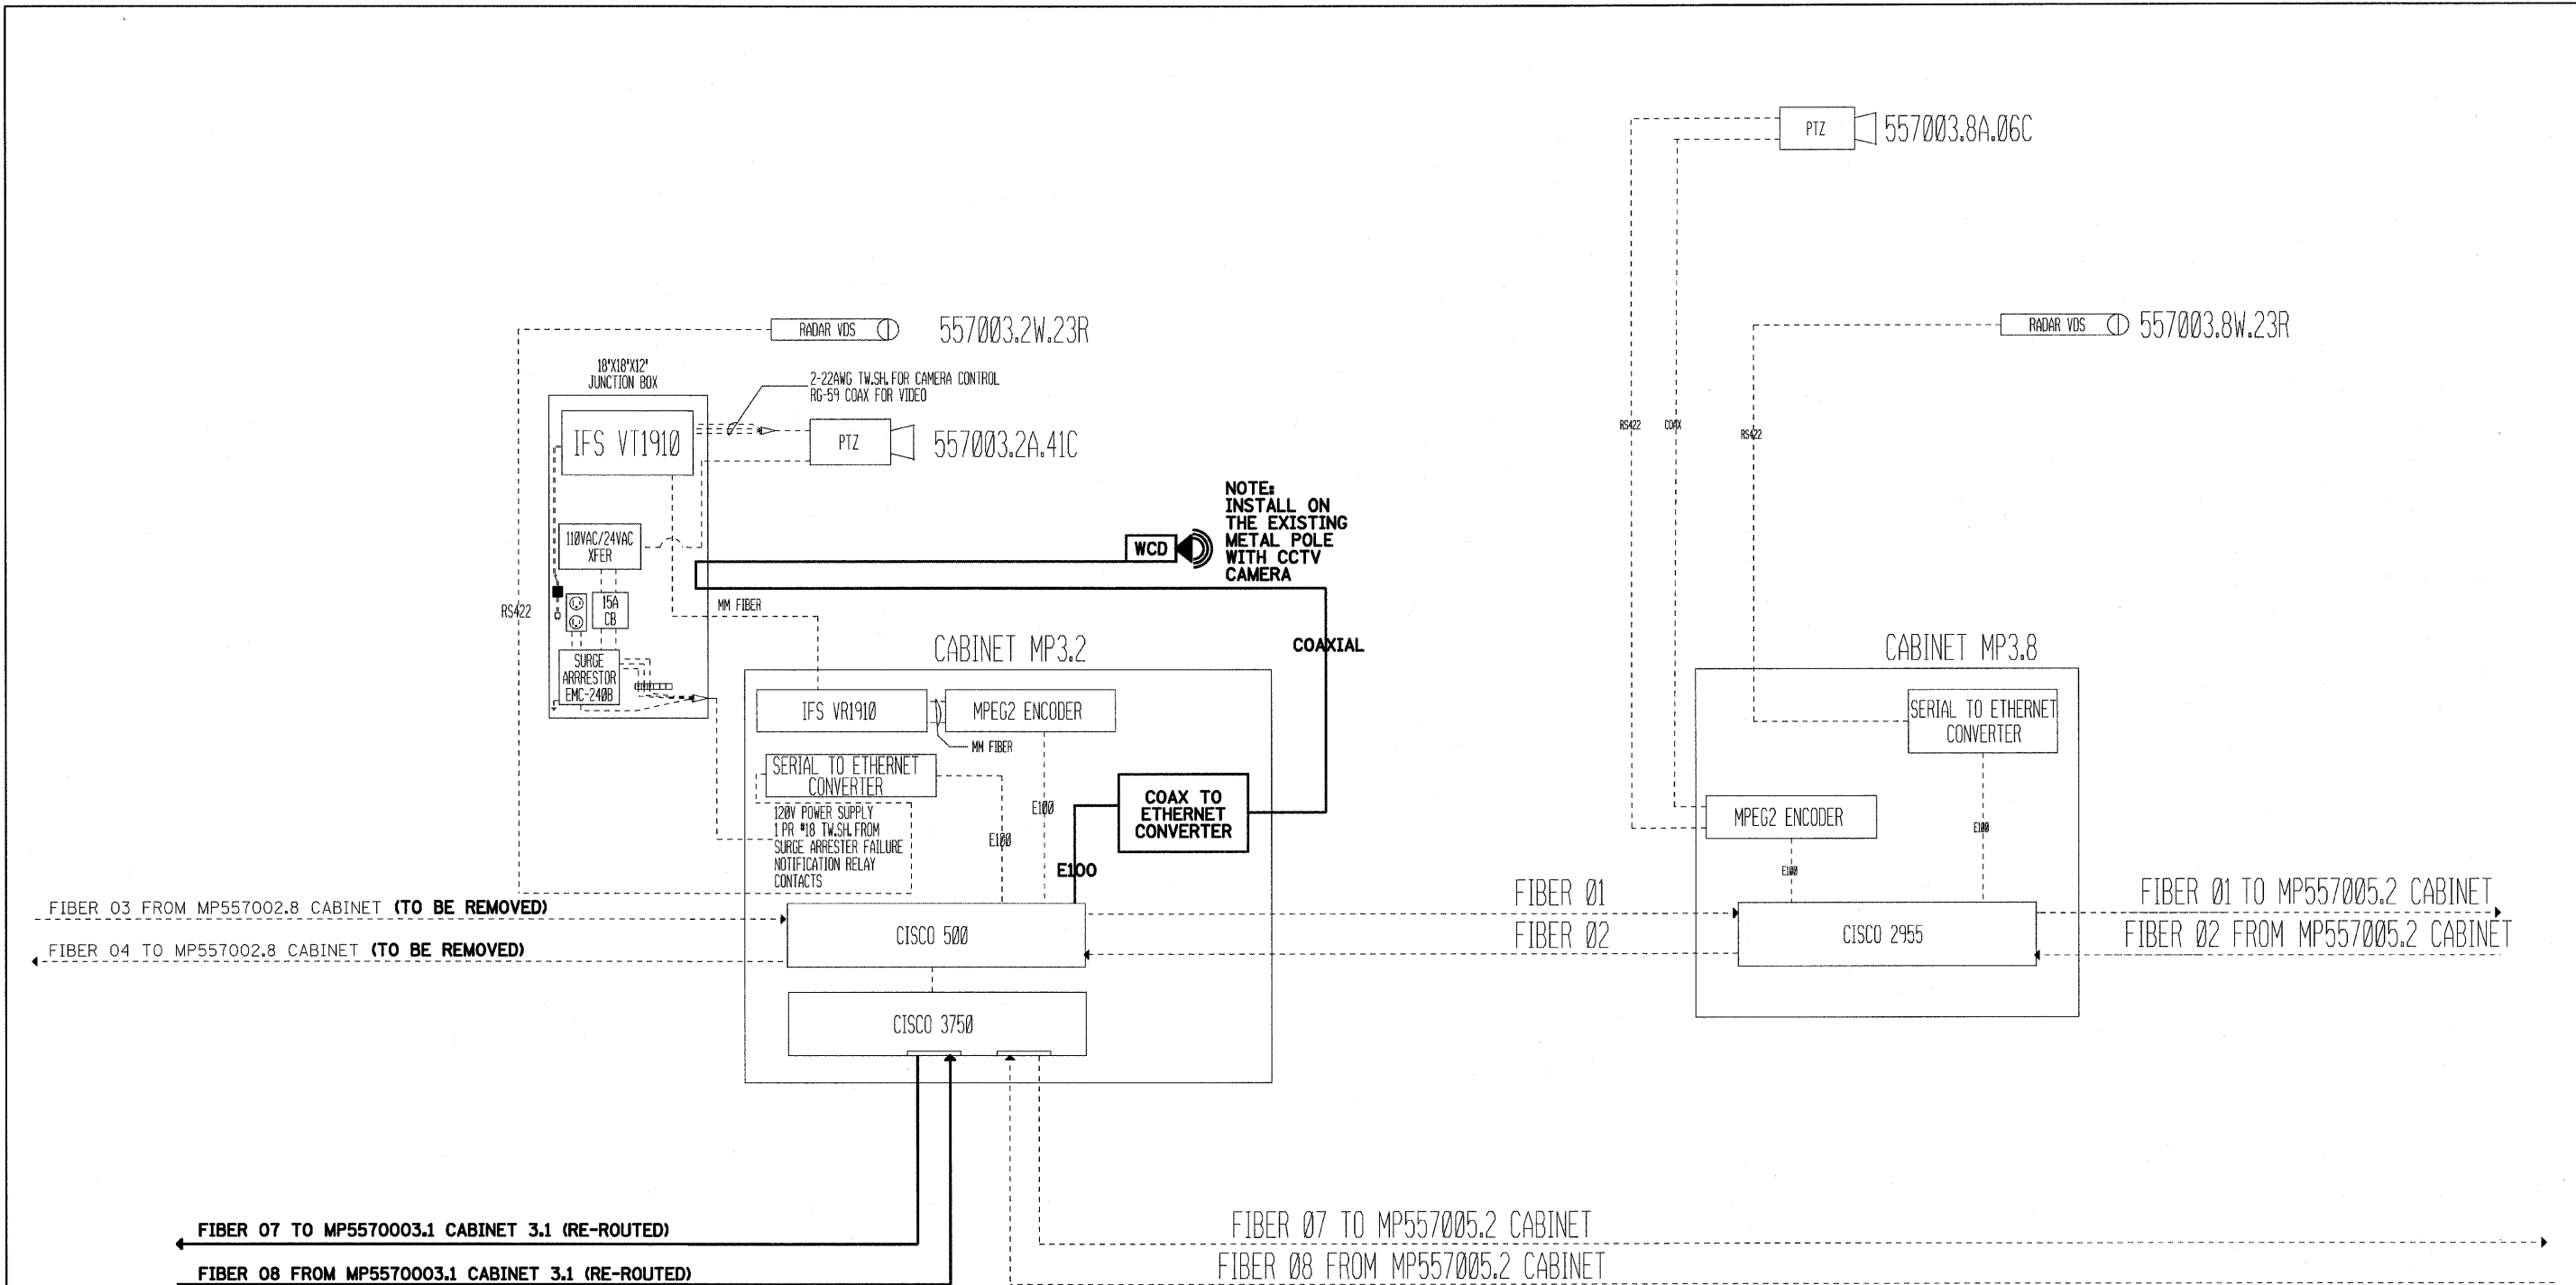 PTZ
557003.8A.06C
RADAR VDS
557003.2W.23R
RADAR VDS
557003.8W.23R
18"X18"X12"
JUNCTION BOX
2-22AWG TW.SH. FOR CAMERA CONTROL
RG-59 COAX FOR VIDEO
IFS VT1910
PTZ
557003.2A.41C
RS422
COAX
RS422
NOTE:
INSTALL ON
THE EXISTING
METAL POLE
WITH CCTV
CAMERA
WCD
110VAC/24VAC
XFER
15A
CB
RS422
MM FIBER
SURGE
ARRRESTOR
EMC-240B
CABINET MP3.2
COAXIAL
CABINET MP3.8
IFS VR1910
MPEG2 ENCODER
MM FIBER
SERIAL TO ETHERNET
CONVERTER
SERIAL TO ETHERNET
CONVERTER
120V POWER SUPPLY
1 PR #18 TW.SH. FROM
SURGE ARRESTER FAILURE
NOTIFICATION RELAY
CONTACTS
E100
E100
COAX TO
ETHERNET
CONVERTER
E100
MPEG2 ENCODER
E100
E100
FIBER 03 FROM MP557002.8 CABINET (TO BE REMOVED)
FIBER 04 TO MP557002.8 CABINET (TO BE REMOVED)
CISCO 500
FIBER 01
FIBER 02
CISCO 2955
FIBER 01 TO MP557005.2 CABINET
FIBER 02 FROM MP557005.2 CABINET
CISCO 3750
FIBER 07 TO MP5570003.1 CABINET 3.1 (RE-ROUTED)
FIBER 08 FROM MP5570003.1 CABINET 3.1 (RE-ROUTED)
FIBER 07 TO MP557005.2 CABINET
FIBER 08 FROM MP557005.2 CABINET